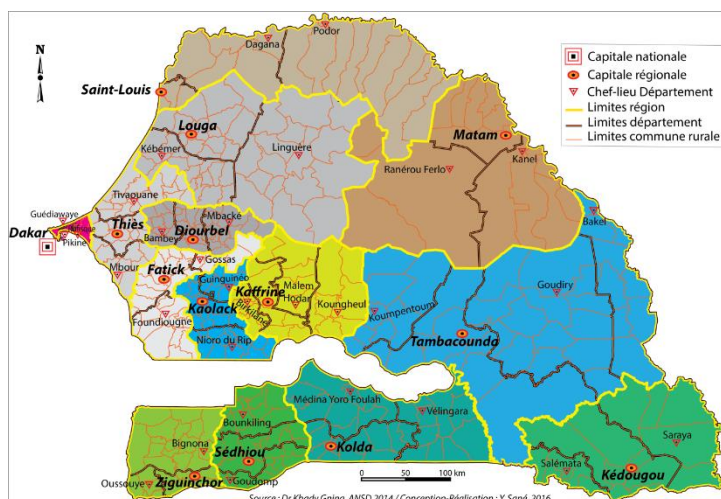 Podor
Dagana
Saint-Louis
Louga
Kébémer
Linguère
Matam
Kanel
Ranérou Ferlo
Tivaouane
Guédiawaye
Dakar
Pikine
Thiès
Mbacké
Bambey
Diourbel
Bakel
Mbour
Fatick
Gossas
Guinguinéo
Kaolack
Kaffrine
Birkilane
Malem
Hodar
Koungheul
Koumpentoum
Goudiry
Foundiougne
Nioro du Rip
Tambacounda
Médina Yoro Foulah
Vélingara
Bounkiling
Bignona
Sédhiou
Kolda
Oussouye
Ziguinchor
Goudomp
Saraya
Salémata
Kédougou
N
Capitale nationale
Capitale régionale
Chef-lieu Département
Limites région
Limites département
Limites commune rurale
0 50 100 km